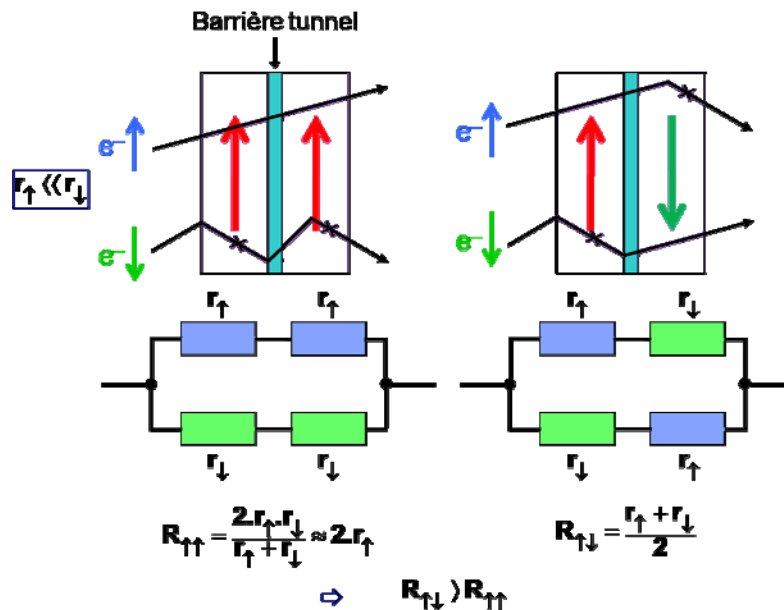 Barrière tunnel
e⁻ e⁻
r↑ << r↓
e⁻ e⁻
r↑ r↑ r↑ r↓
r↓ r↓ r↓ r↑
R↑↑ = 2.r↑.r↓ / r↑ + r↓ ≈ 2.r↑ R↑↓ = r↑ + r↓ / 2
⇨ R↑↓ ⟩ R↑↑